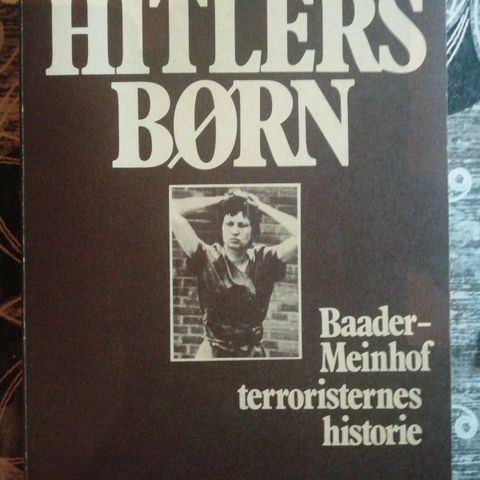 HITLERS
BØRN
Baader-
Meinhof
terroristernes
historie